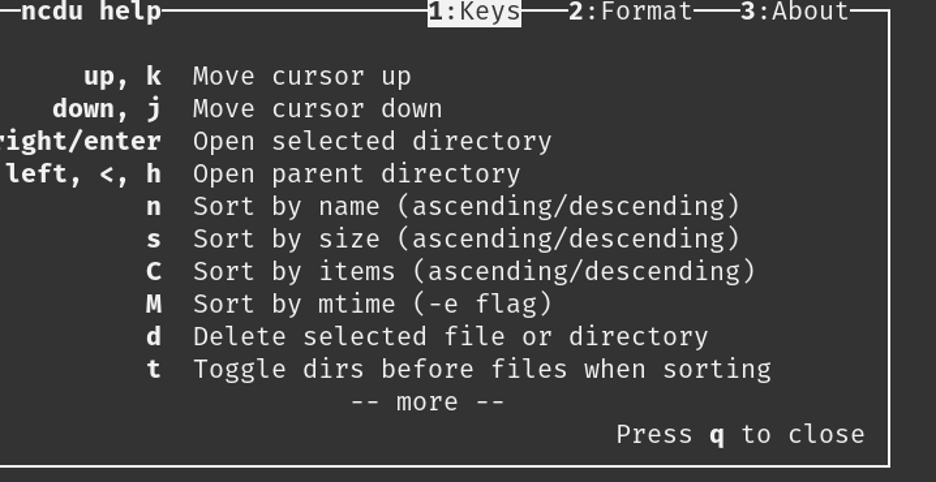 ncdu help 1:Keys 2:Format 3:About
up, k Move cursor up
down, j Move cursor down
right/enter Open selected directory
left, <, h Open parent directory
n Sort by name (ascending/descending)
s Sort by size (ascending/descending)
C Sort by items (ascending/descending)
M Sort by mtime (-e flag)
d Delete selected file or directory
t Toggle dirs before files when sorting
-- more --
Press q to close